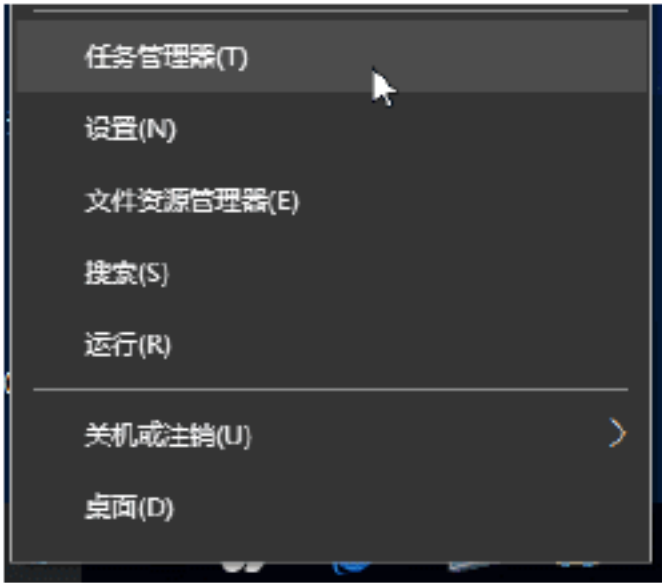 任务管理器(T)
设置(N)
文件资源管理器(E)
搜索(S)
运行(R)
关机或注销(U)
桌面(D)